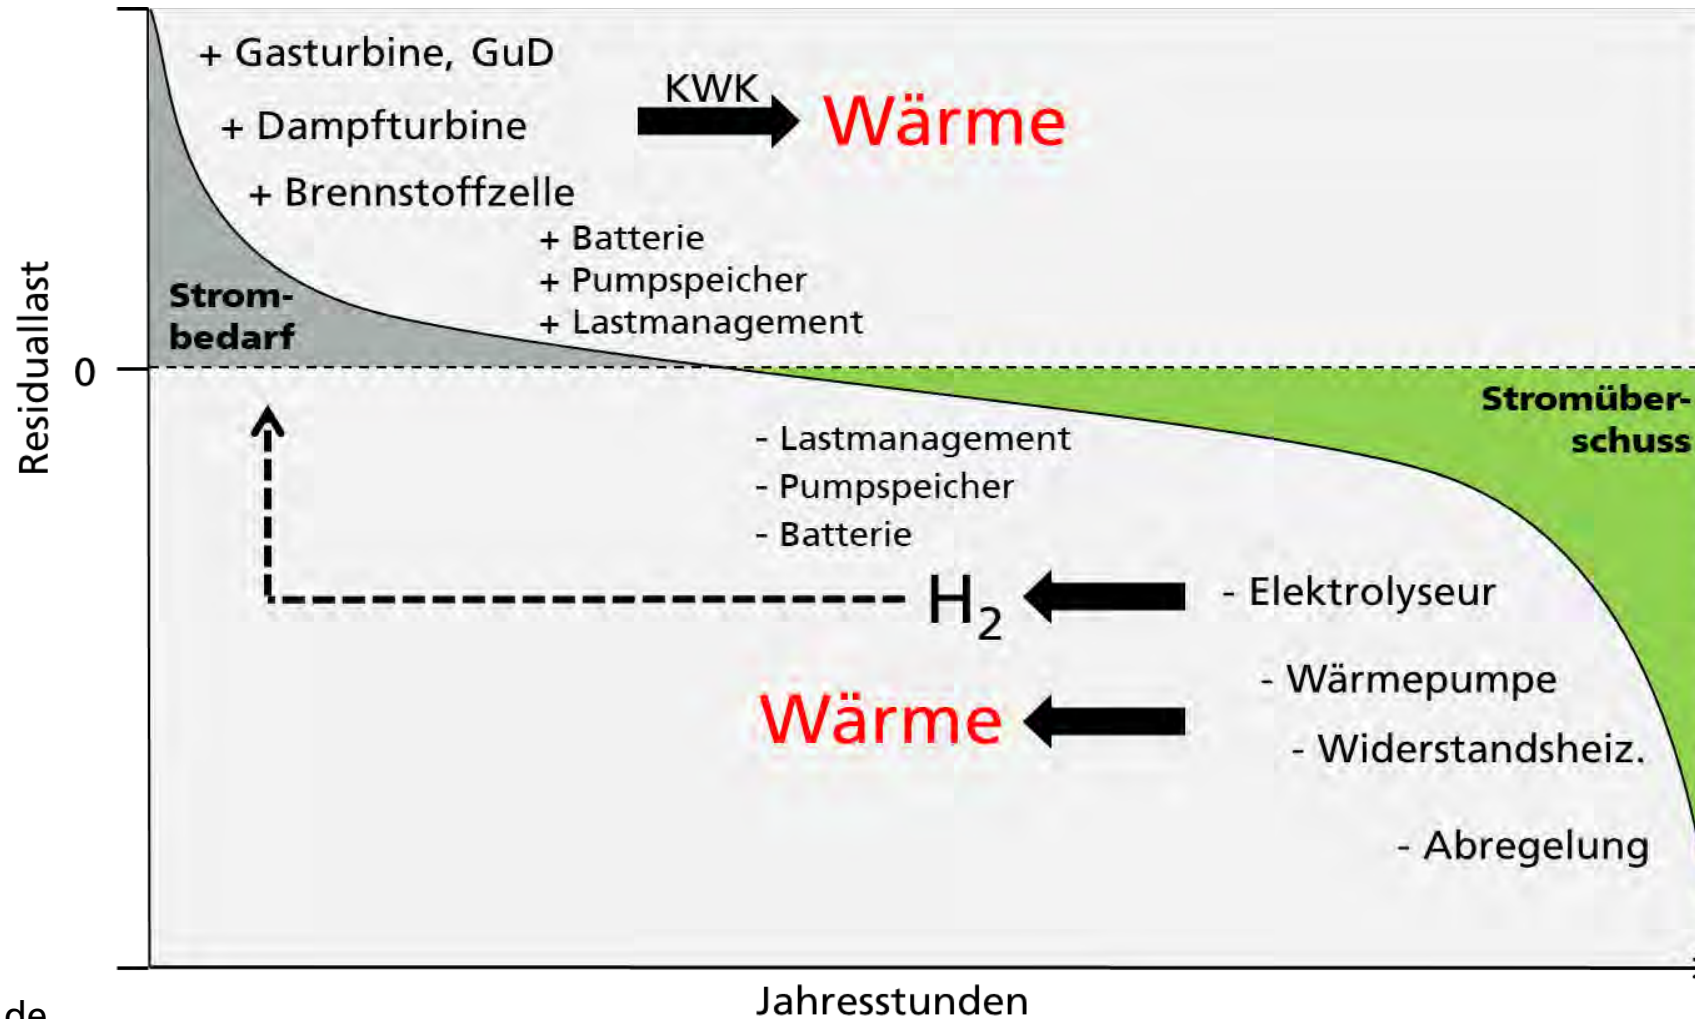 + Gasturbine, GuD
KWK
Wärme
+ Dampfturbine
+ Brennstoffzelle
+ Batterie
+ Pumpspeicher
+ Lastmanagement
Strom-
bedarf
Residuallast
0
Stromüber-
schuss
- Lastmanagement
- Pumpspeicher
- Batterie
H₂
- Elektrolyseur
- Wärmepumpe
Wärme
- Widerstandsheiz.
- Abregelung
Jahresstunden
de